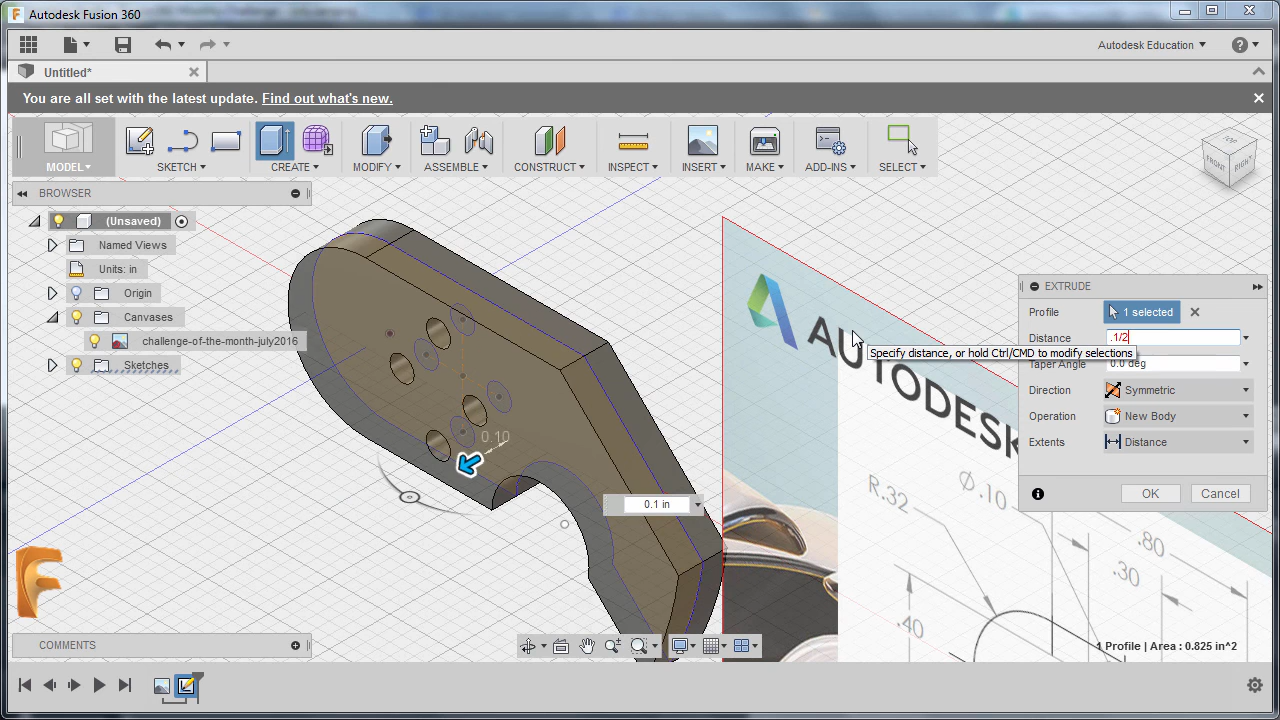 Autodesk Fusion 360
Autodesk Education
Untitled*
You are all set with the latest update. Find out what's new.
MODEL
SKETCH
CREATE
MODIFY
ASSEMBLE
CONSTRUCT
INSPECT
INSERT
MAKE
ADD-INS
SELECT
TOP
FRONT
RIGHT
BROWSER
(Unsaved)
Named Views
Units: in
Origin
Canvases
challenge-of-the-month-july2016
Sketches
0.10
0.1 in
AUTODESK
R.32
Ø.10
.80
.30
.40
EXTRUDE
Profile
1 selected
Distance
.1/2
Specify distance, or hold Ctrl/CMD to modify selections
Taper Angle
0.0 deg
Direction
Symmetric
Operation
New Body
Extents
Distance
OK
Cancel
1 Profile | Area : 0.825 in^2
COMMENTS